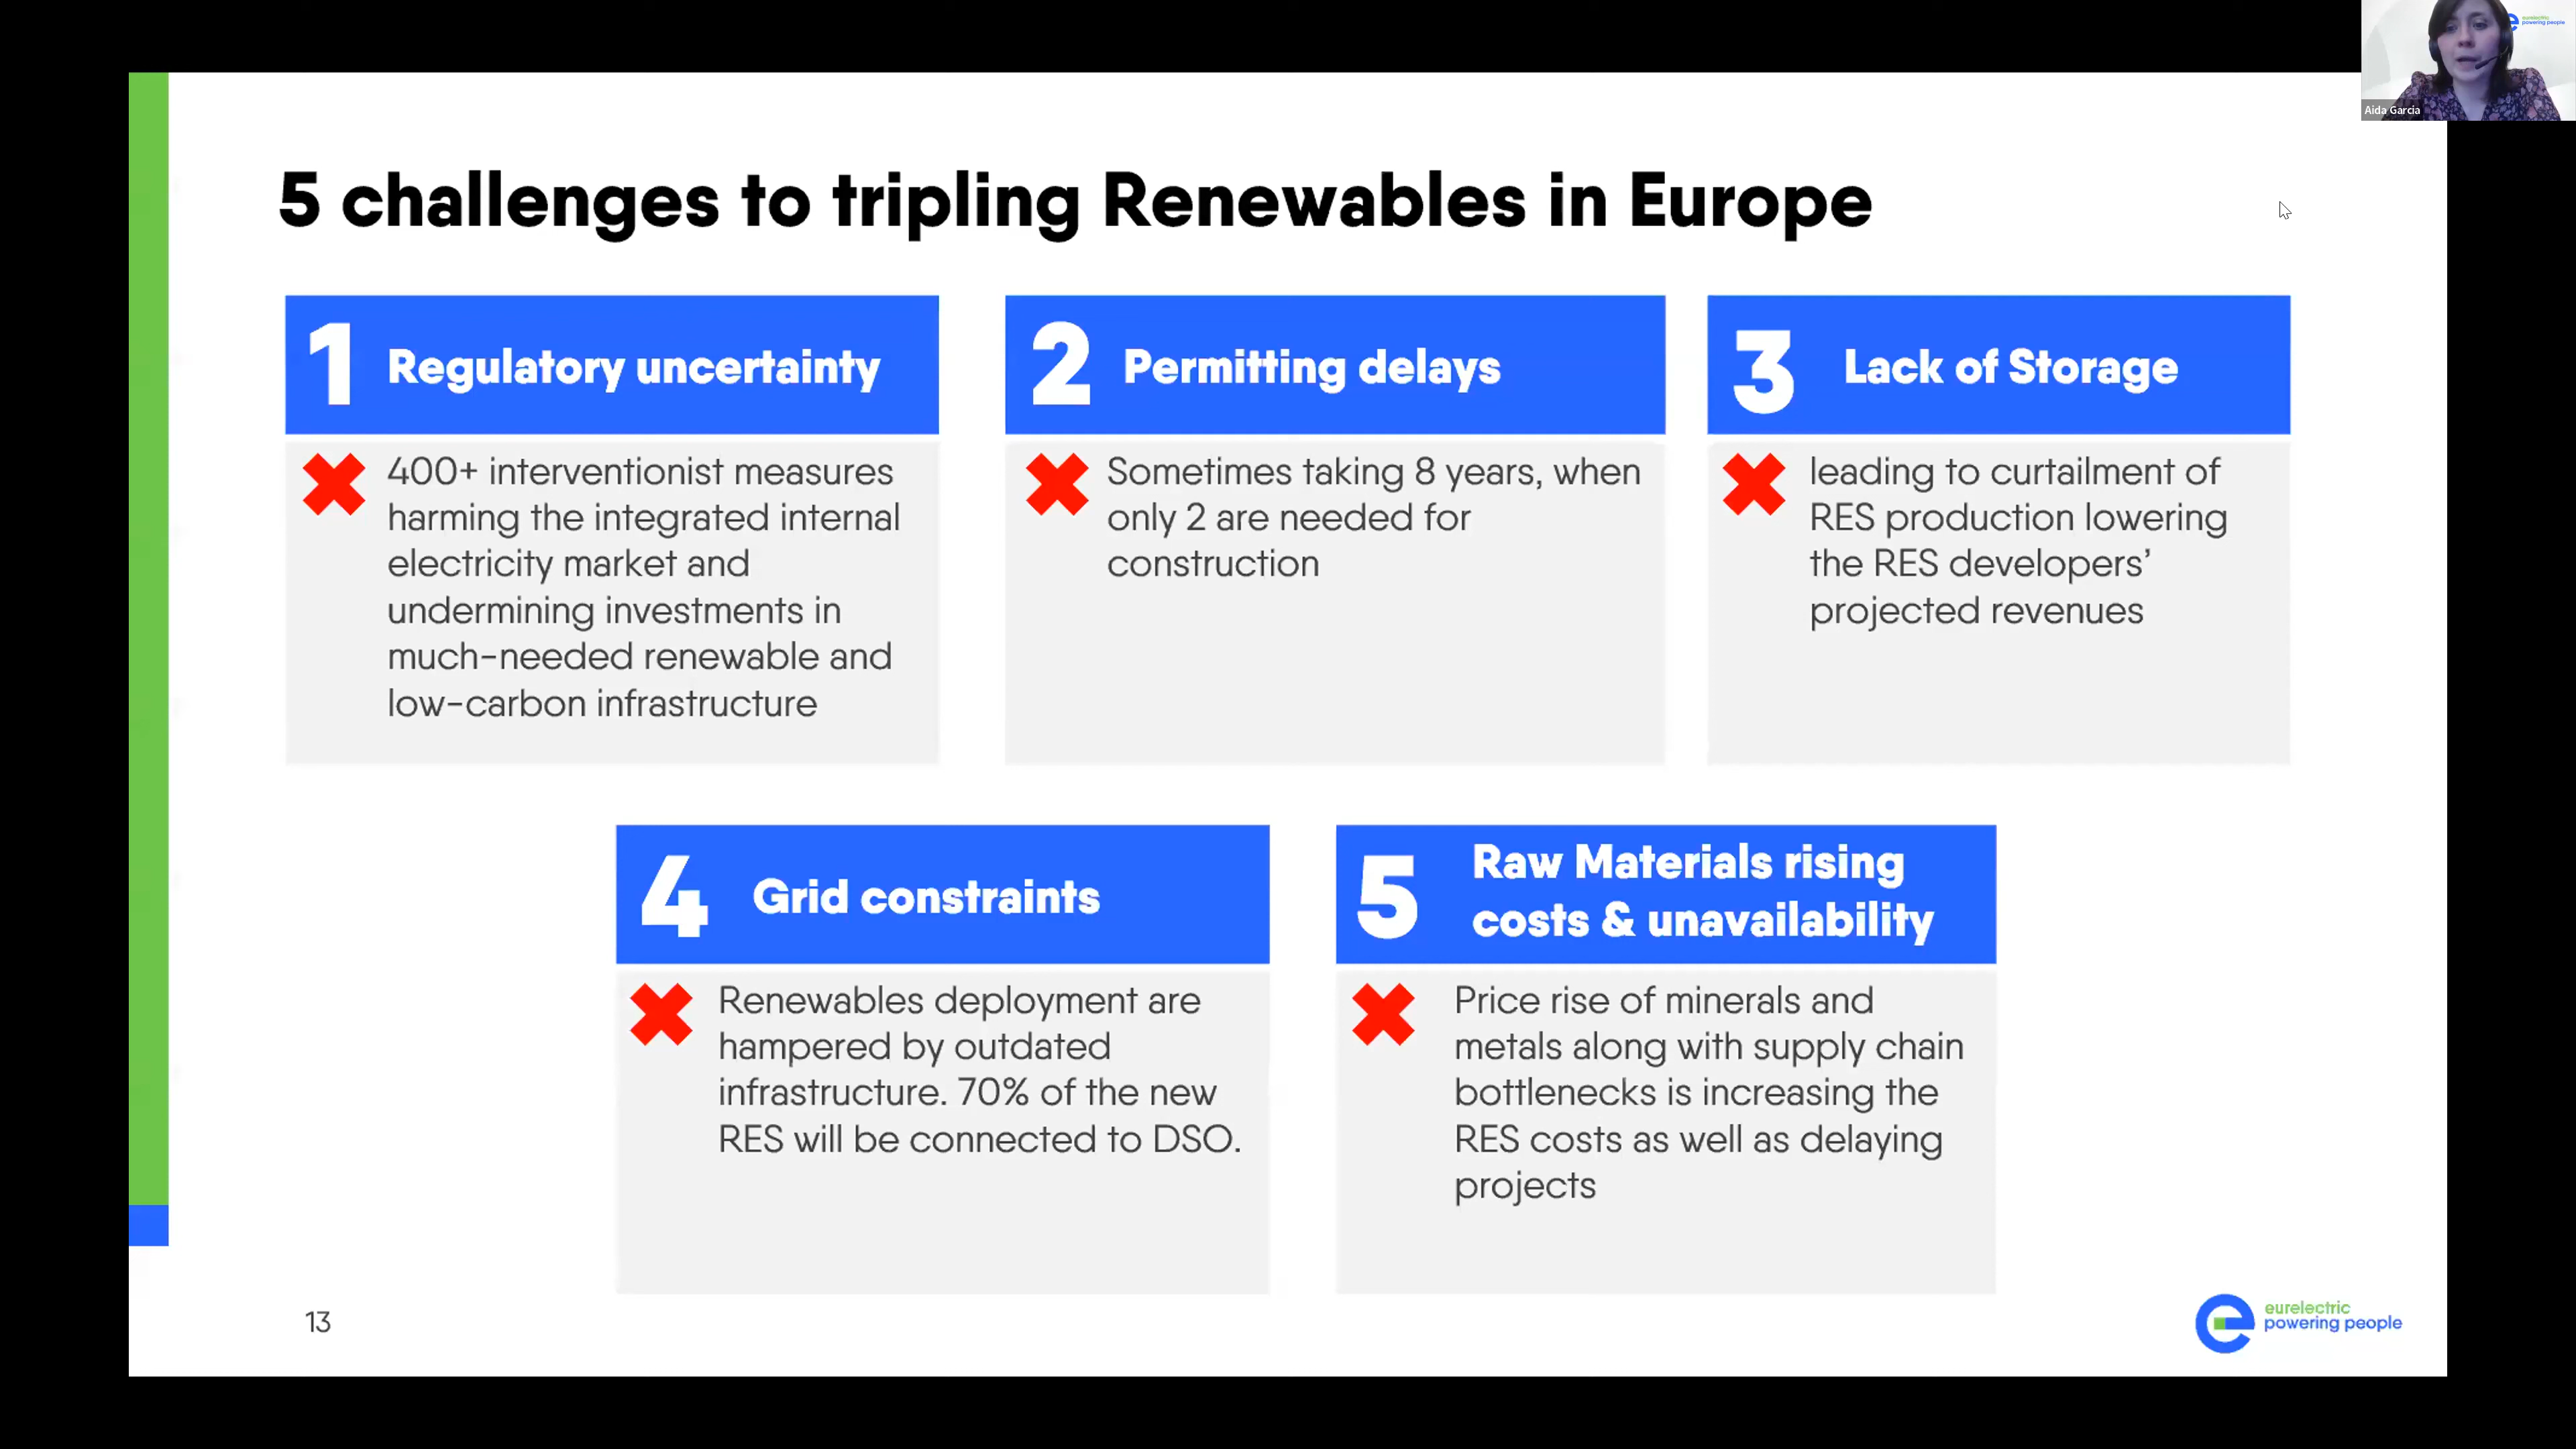 eurelectric
powering people
Aida Garcia
5 challenges to tripling Renewables in Europe
1 Regulatory uncertainty
400+ interventionist measures
harming the integrated internal
electricity market and
undermining investments in
much-needed renewable and
low-carbon infrastructure
2 Permitting delays
Sometimes taking 8 years, when
only 2 are needed for
construction
3 Lack of Storage
leading to curtailment of
RES production lowering
the RES developers’
projected revenues
4 Grid constraints
Renewables deployment are
hampered by outdated
infrastructure. 70% of the new
RES will be connected to DSO.
5 Raw Materials rising
costs & unavailability
Price rise of minerals and
metals along with supply chain
bottlenecks is increasing the
RES costs as well as delaying
projects
13
eurelectric
powering people